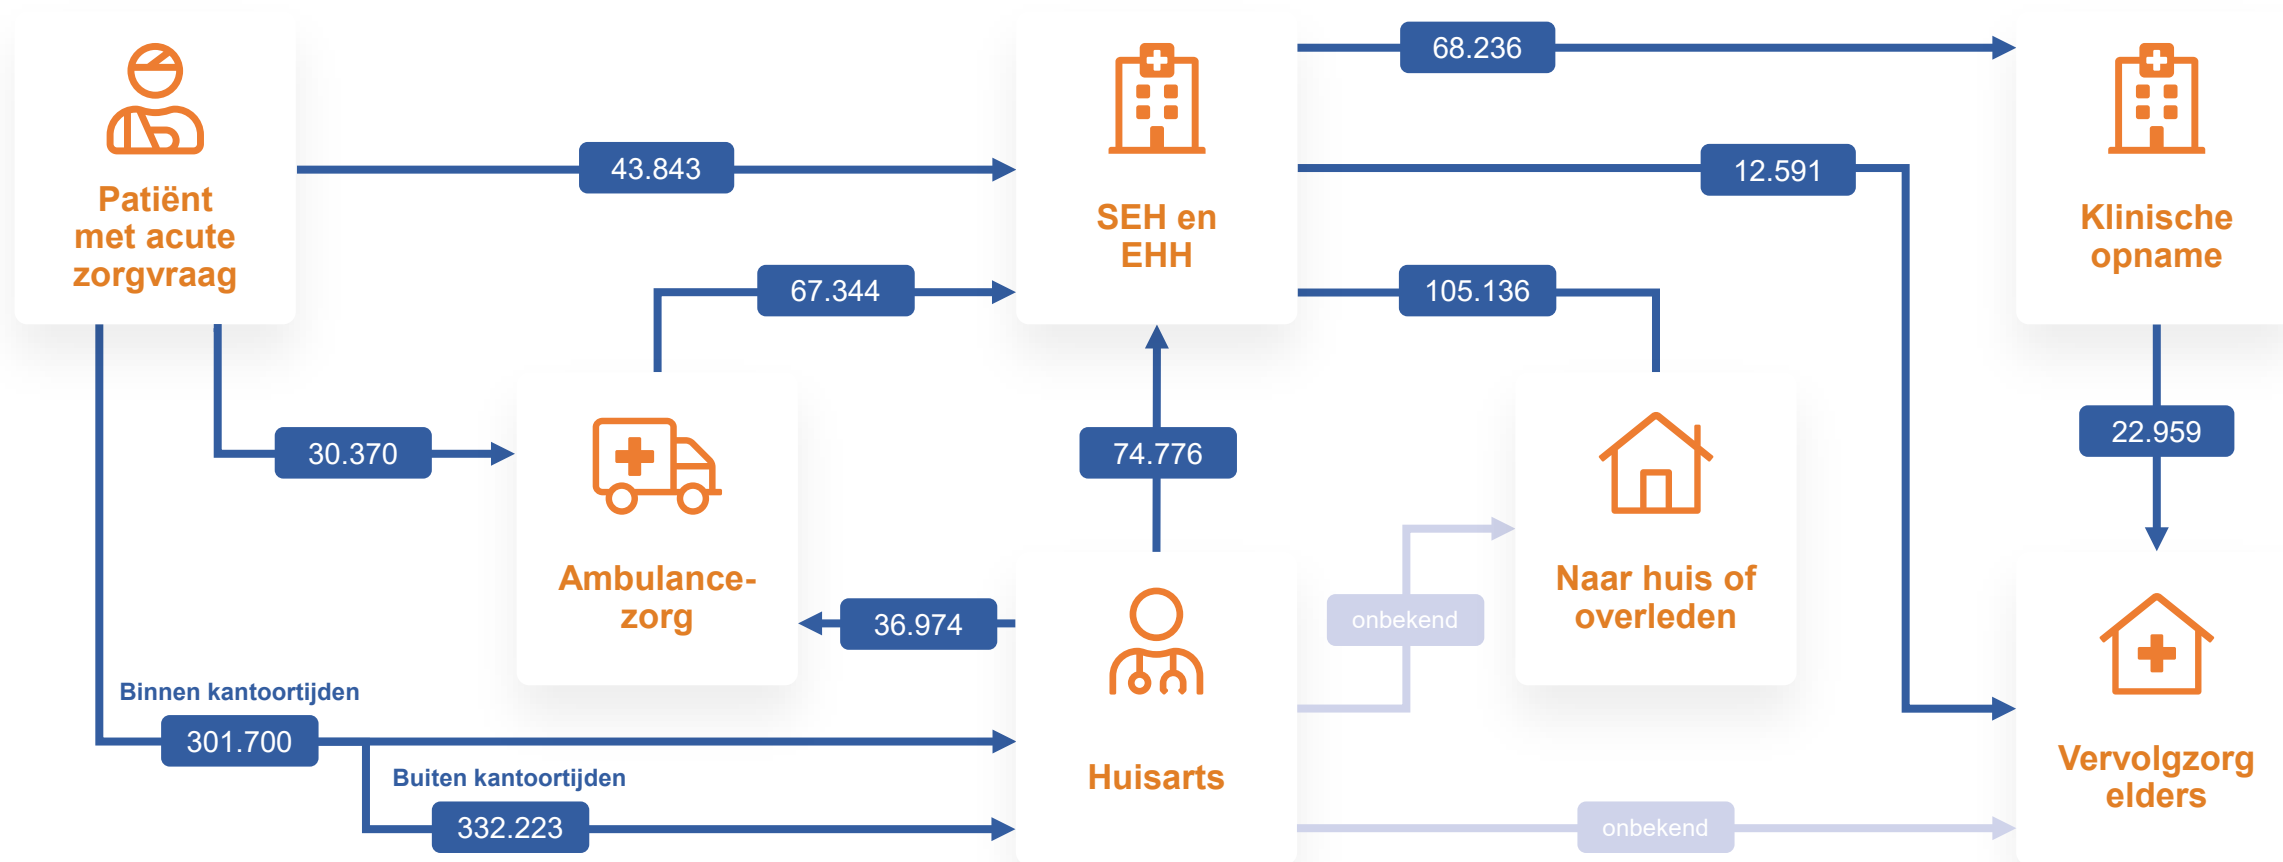 Patiënt
met acute
zorgvraag
43.843
67.344
30.370
Ambulance-
zorg
36.974
Binnen kantoortijden
301.700
Buiten kantoortijden
332.223
SEH en
EHH
74.776
Huisarts
68.236
12.591
105.136
Naar huis of
overleden
onbekend
onbekend
Klinische
opname
22.959
Vervolgzorg
elders